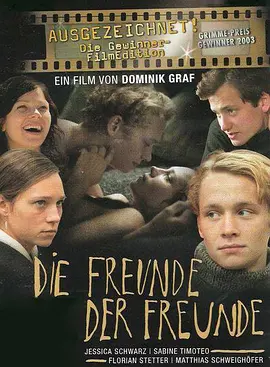 AUSGEZEICHNET!
Die Gewinner-
FilmEdition
GRIMME-PREIS
GEWINNER 2003
EIN FILM VON DOMINIK GRAF
DIE FREUNDE
DER FREUNDE
JESSICA SCHWARZ | SABINE TIMOTEO
FLORIAN STETTER | MATTHIAS SCHWEIGHÖFER